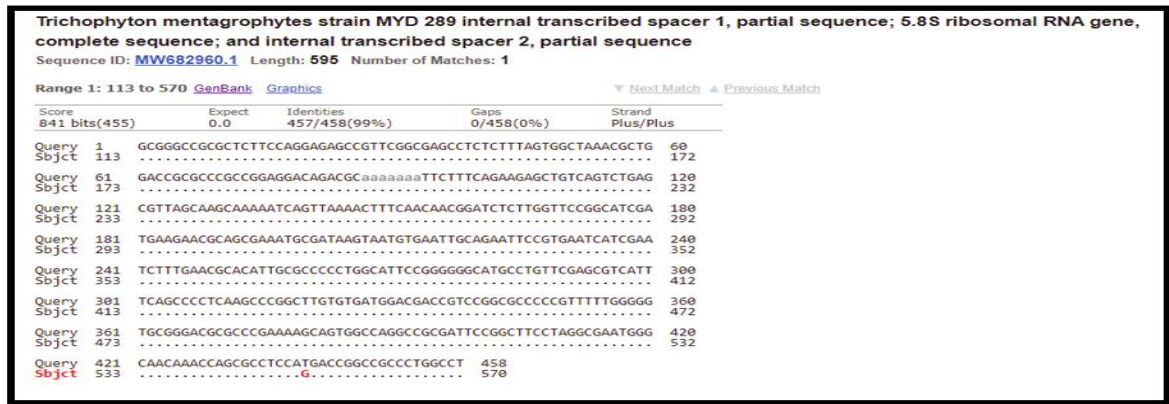 Trichophyton mentagrophytes strain MYD 289 internal transcribed spacer 1, partial sequence; 5.8S ribosomal RNA gene,
complete sequence; and internal transcribed spacer 2, partial sequence
Sequence ID: MW682960.1 Length: 595 Number of Matches: 1
Range 1: 113 to 570 GenBank Graphics ▼ Next Match ▲ Previous Match
Score Expect Identities Gaps Strand
841 bits(455) 0.0 457/458(99%) 0/458(0%) Plus/Plus
Query 1 GCGGGCCGCGCTCTTCCAGGAGAGCCGTTCGGCGAGCCTCTCTTTAGTGGCTAAACGCTG 60
Sbjct 113 ............................................................ 172
Query 61 GACCGCGCCCGCCGGAGGACAGACGCaaaaaaaTTCTTTCAGAAGAGCTGTCAGTCTGAG 120
Sbjct 173 ............................................................ 232
Query 121 CGTTAGCAAGCAAAAATCAGTTAAAACTTTCAACAACGGATCTCTTGGTTCCGGCATCGA 180
Sbjct 233 ............................................................ 292
Query 181 TGAAGAACGCAGCGAAATGCGATAAGTAATGTGAATTGCAGAATTCCGTGAATCATCGAA 240
Sbjct 293 ............................................................ 352
Query 241 TCTTTGAACGCACATTGCGCCCCCTGGCATTCCGGGGGGCATGCCTGTTCGAGCGTCATT 300
Sbjct 353 ............................................................ 412
Query 301 TCAGCCCCTCAAGCCCGGCTTGTGTGATGGACGACCGTCCGGCGCCCCCGTTTTTGGGGG 360
Sbjct 413 ............................................................ 472
Query 361 TGCGGGACGCGCCCGAAAAGCAGTGGCCAGGCCGCGATTCCGGCTTCCTAGGCGAATGGG 420
Sbjct 473 ............................................................ 532
Query 421 CAACAAACCAGCGCCTCCATGACCGGCCGCCCTGGCCT 458
Sbjct 533 ...................G.................. 570